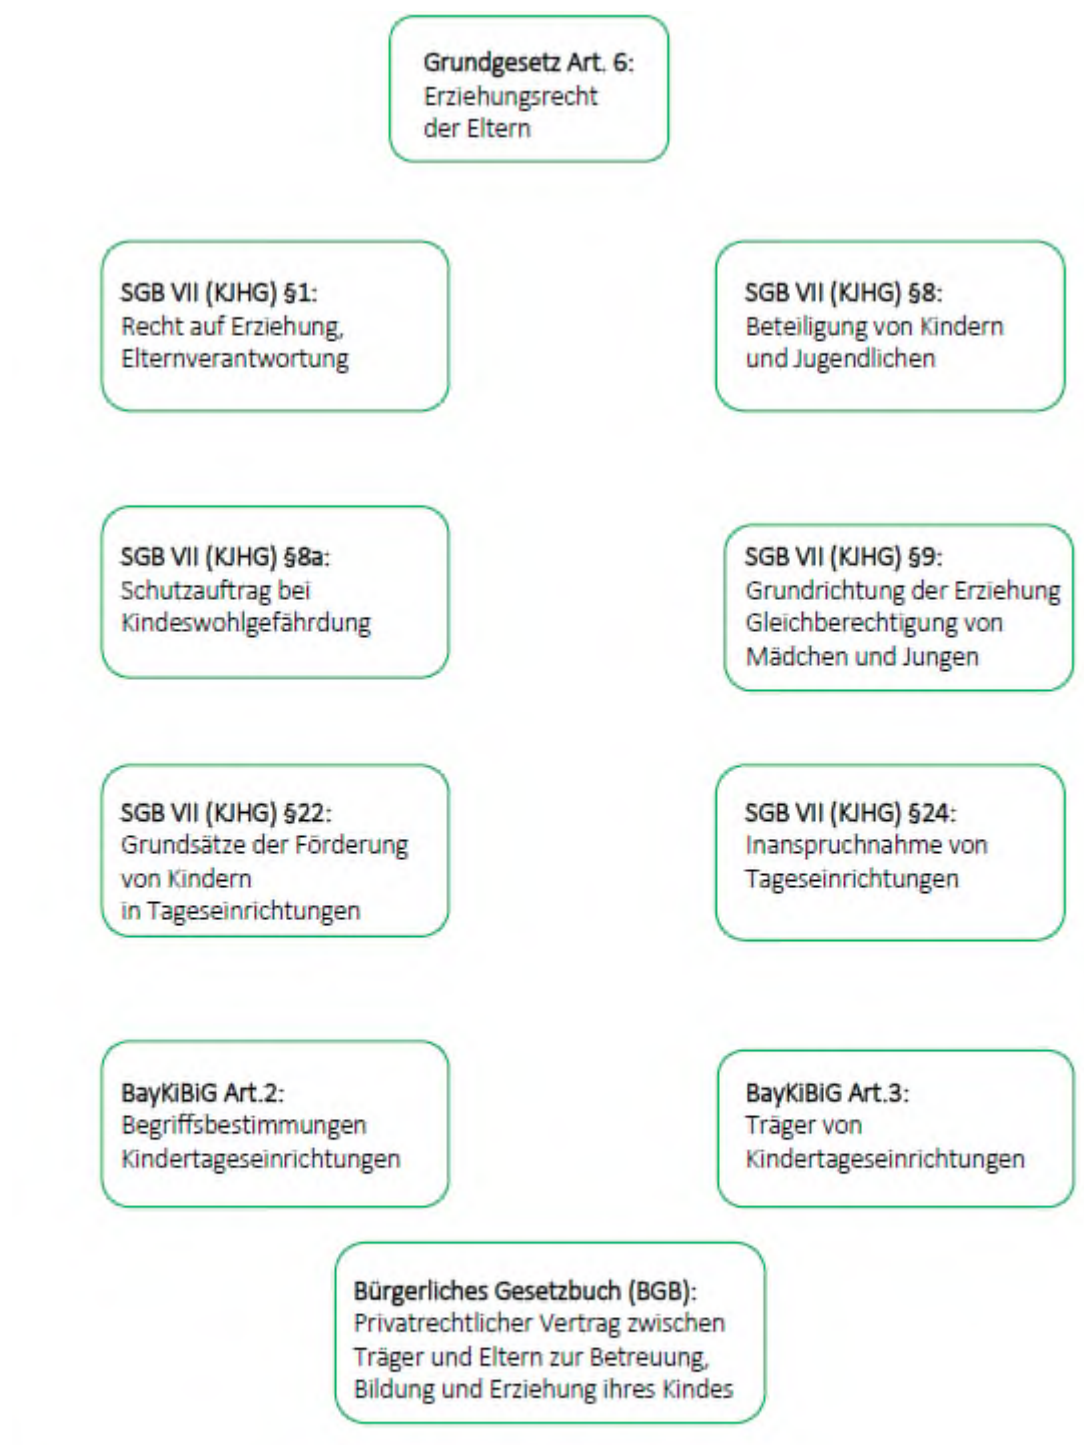 Grundgesetz Art. 6:
Erziehungsrecht
der Eltern
SGB VII (KJHG) §1:
Recht auf Erziehung,
Elternverantwortung
SGB VII (KJHG) §8:
Beteiligung von Kindern
und Jugendlichen
SGB VII (KJHG) §8a:
Schutzauftrag bei
Kindeswohlgefährdung
SGB VII (KJHG) §9:
Grundrichtung der Erziehung
Gleichberechtigung von
Mädchen und Jungen
SGB VII (KJHG) §22:
Grundsätze der Förderung
von Kindern
in Tageseinrichtungen
SGB VII (KJHG) §24:
Inanspruchnahme von
Tageseinrichtungen
BayKiBiG Art.2:
Begriffsbestimmungen
Kindertageseinrichtungen
BayKiBiG Art.3:
Träger von
Kindertageseinrichtungen
Bürgerliches Gesetzbuch (BGB):
Privatrechtlicher Vertrag zwischen
Träger und Eltern zur Betreuung,
Bildung und Erziehung ihres Kindes